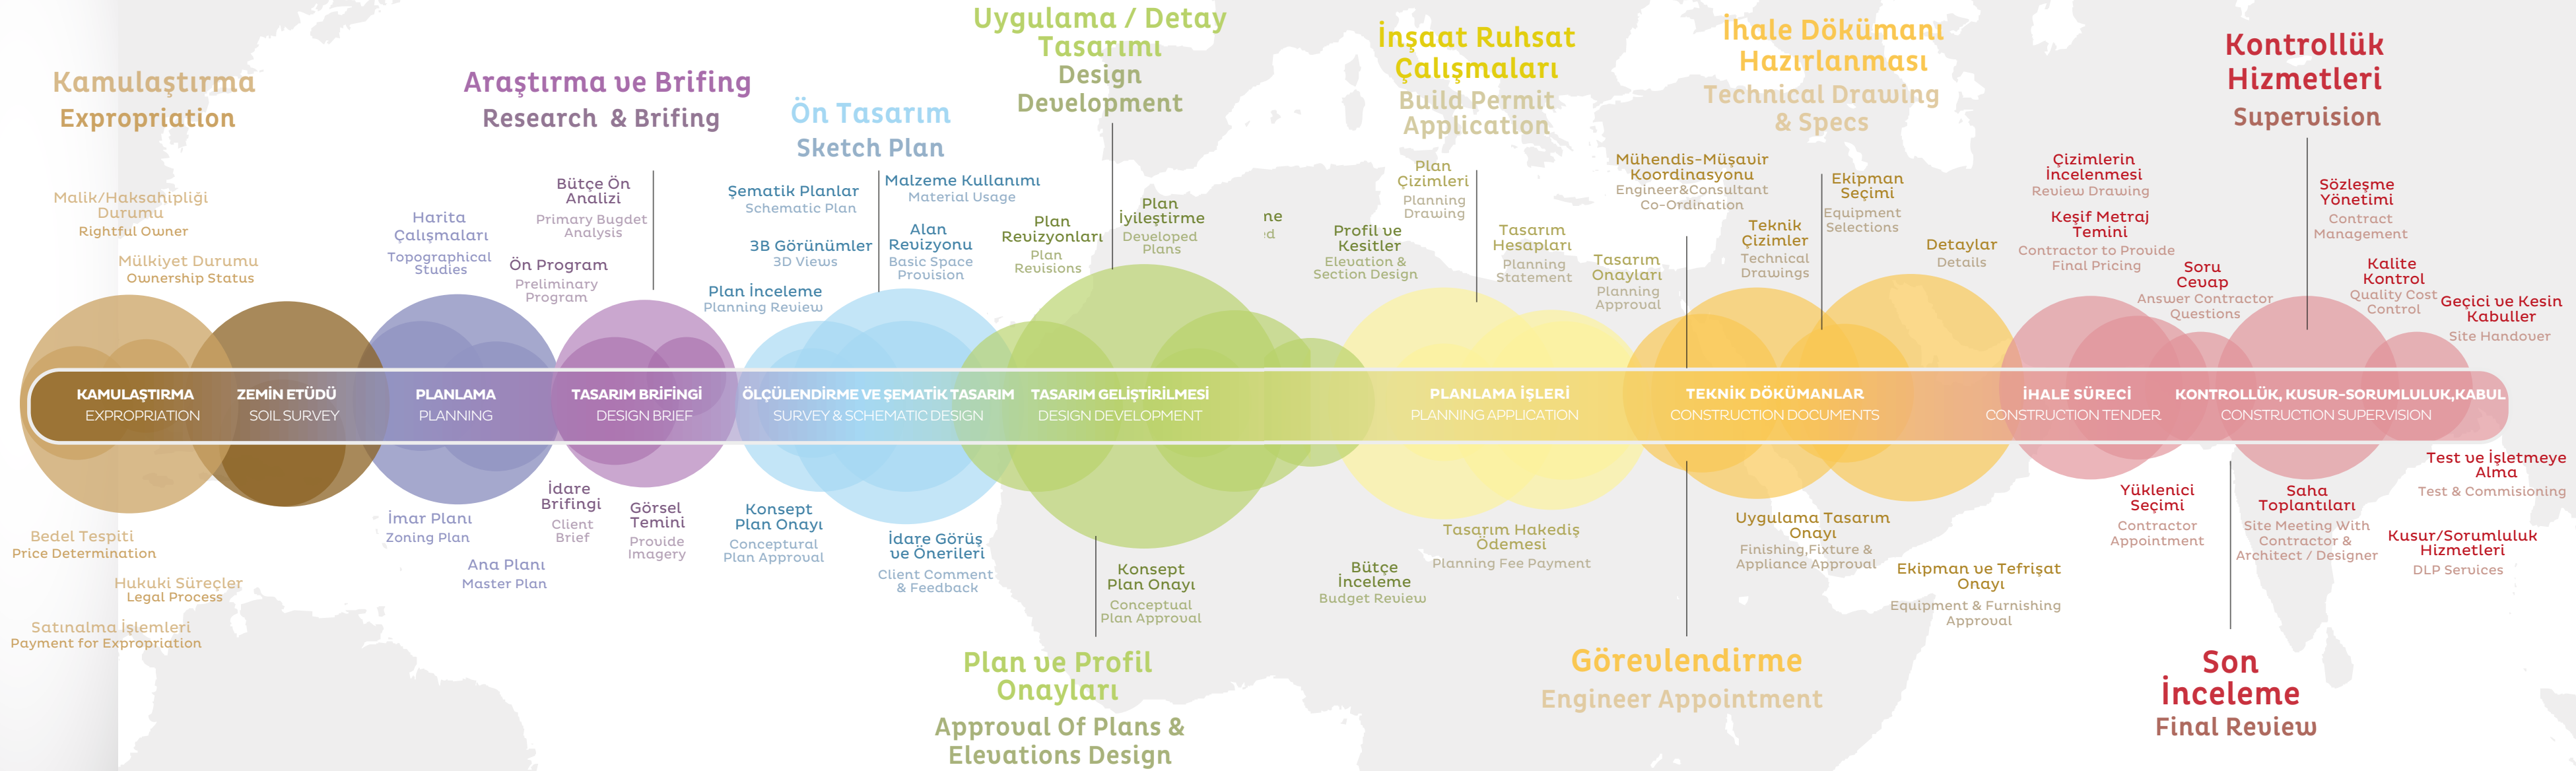 Kamulaştırma
Expropriation
Malik/Haksahipliği
Durumu
Rightful Owner
Mülkiyet Durumu
Ownership Status
Harita
Çalışmaları
Topographical
Studies
Araştırma ve Brifing
Research & Brifing
Bütçe Ön
Analizi
Primary Bugdet
Analysis
Ön Program
Preliminary
Program
Ön Tasarım
Sketch Plan
Şematik Planlar
Schematic Plan
3B Görünümler
3D Views
Plan İnceleme
Planning Review
Malzeme Kullanımı
Material Usage
Alan
Revizyonu
Basic Space
Provision
Uygulama / Detay
Tasarımı
Design
Development
Plan
Revizyonları
Plan
Revisions
Plan
İyileştirme
Developed
Plans
ne
ed
Profil ve
Kesitler
Elevation &
Section Design
İnşaat Ruhsat
Çalışmaları
Build Permit
Application
Plan
Çizimleri
Planning
Drawing
Tasarım
Hesapları
Planning
Statement
Tasarım
Onayları
Planning
Approval
İhale Dökümanı
Hazırlanması
Technical Drawing
& Specs
Mühendis-Müşavir
Koordinasyonu
Engineer&Consultant
Co-Ordination
Teknik
Çizimler
Technical
Drawings
Ekipman
Seçimi
Equipment
Selections
Detaylar
Details
Çizimlerin
İncelenmesi
Review Drawing
Keşif Metraj
Temini
Contractor to Provide
Final Pricing
Soru
Cevap
Answer Contractor
Questions
Kontrollük
Hizmetleri
Supervision
Sözleşme
Yönetimi
Contract
Management
Kalite
Kontrol
Quality Cost
Control
Geçici ve Kesin
Kabuller
Site Handover
KAMULAŞTIRMA
EXPROPRIATION
ZEMİN ETÜDÜ
SOIL SURVEY
PLANLAMA
PLANNING
TASARIM BRİFİNGİ
DESIGN BRIEF
ÖLÇÜLENDİRME VE ŞEMATİK TASARIM
SURVEY & SCHEMATIC DESIGN
TASARIM GELİŞTİRİLMESİ
DESIGN DEVELOPMENT
PLANLAMA İŞLERİ
PLANNING APPLICATION
TEKNİK DÖKÜMANLAR
CONSTRUCTION DOCUMENTS
İHALE SÜRECİ
CONSTRUCTION TENDER
KONTROLLÜK, KUSUR-SORUMLULUK,KABUL
CONSTRUCTION SUPERVISION
Bedel Tespiti
Price Determination
Hukuki Süreçler
Legal Process
Satınalma İşlemleri
Payment for Expropriation
İmar Planı
Zoning Plan
Ana Planı
Master Plan
İdare
Brifingi
Client
Brief
Görsel
Temini
Provide
Imagery
Konsept
Plan Onayı
Conceptural
Plan Approval
İdare Görüş
ve Önerileri
Client Comment
& Feedback
Konsept
Plan Onayı
Conceptual
Plan Approval
Plan ve Profil
Onayları
Approval Of Plans &
Elevations Design
Bütçe
İnceleme
Budget Review
Tasarım Hakediş
Ödemesi
Planning Fee Payment
Uygulama Tasarım
Onayı
Finishing,Fixture &
Appliance Approval
Görevlendirme
Engineer Appointment
Ekipman ve Tefrişat
Onayı
Equipment & Furnishing
Approval
Yüklenici
Seçimi
Contractor
Appointment
Son
İnceleme
Final Review
Saha
Toplantıları
Site Meeting With
Contractor &
Architect / Designer
Test ve İşletmeye
Alma
Test & Commisioning
Kusur/Sorumluluk
Hizmetleri
DLP Services